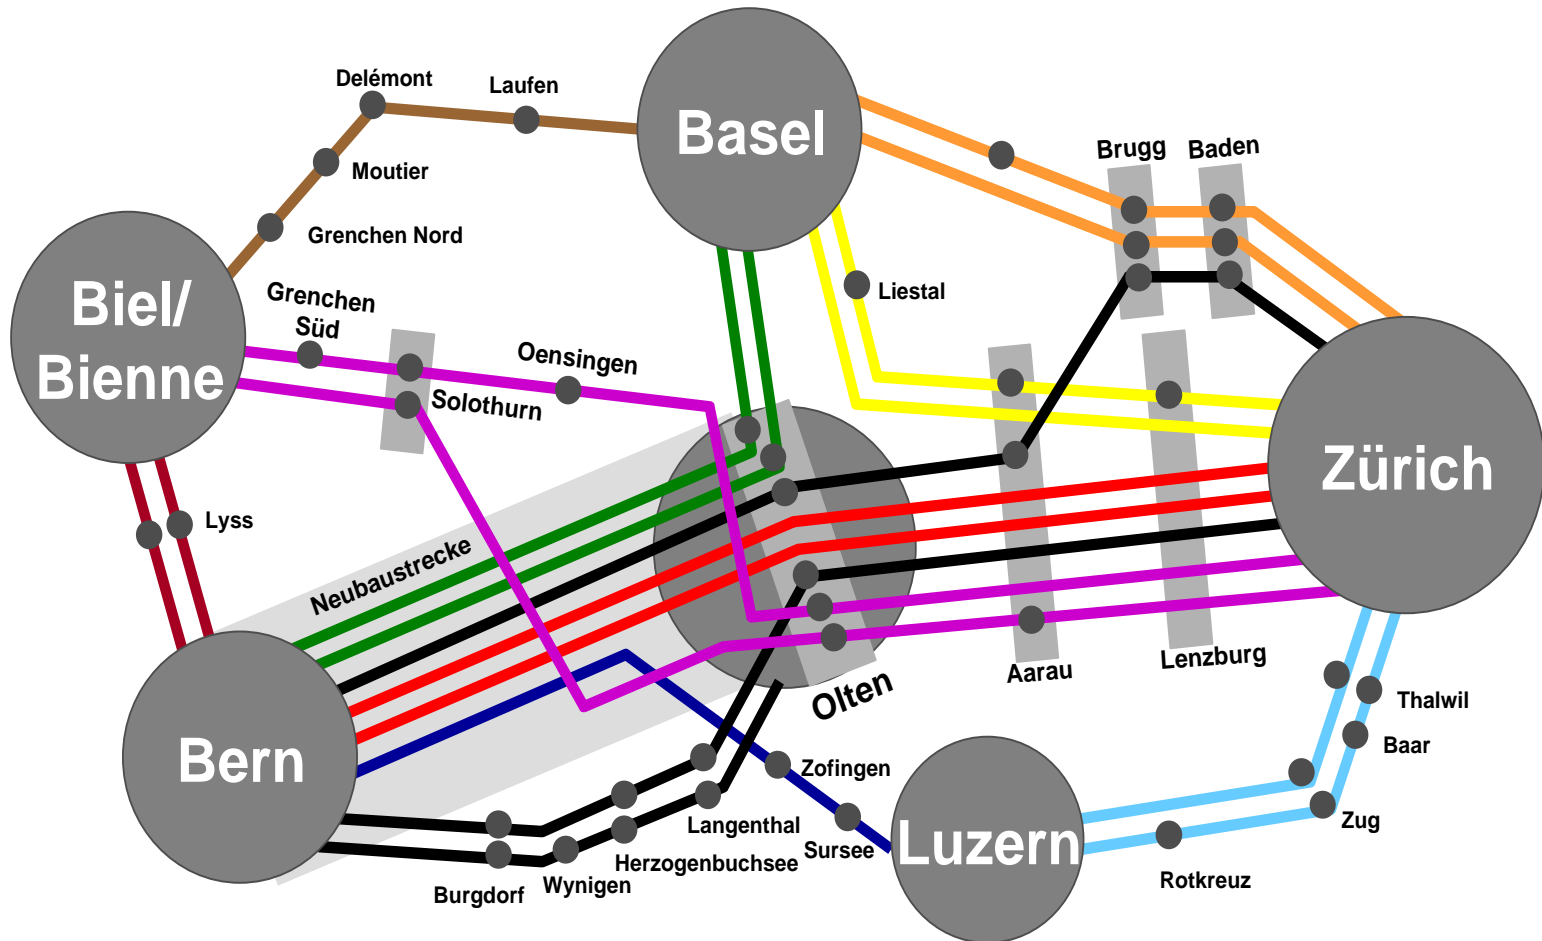 Delémont
Laufen
Basel
Brugg
Baden
Moutier
Grenchen Nord
Biel/
Bienne
Grenchen
Süd
Oensingen
Solothurn
Liestal
Zürich
Lyss
Neubaustrecke
Olten
Aarau
Lenzburg
Thalwil
Baar
Bern
Zofingen
Langenthal
Sursee
Luzern
Zug
Herzogenbuchsee
Wynigen
Burgdorf
Rotkreuz